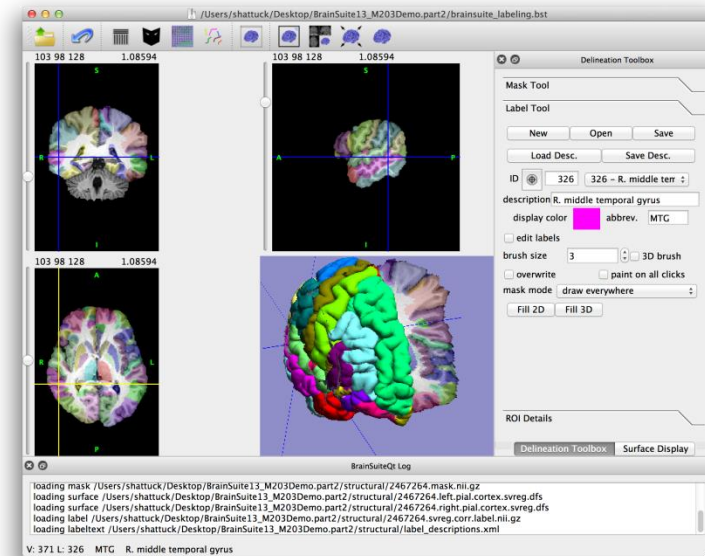 /Users/shattuck/Desktop/BrainSuite13_M203Demo.part2/brainsuite_labeling.bst
103 98 128 1.08594
S
R L
I
103 98 128 1.08594
S
A P
I
103 98 128 1.08594
A
R L
P
Delineation Toolbox
Mask Tool
Label Tool
New Open Save
Load Desc. Save Desc.
ID 326 326 - R. middle tem
description R. middle temporal gyrus
display color abbrev. MTG
edit labels
brush size 3 3D brush
overwrite paint on all clicks
mask mode draw everywhere
Fill 2D Fill 3D
ROI Details
Delineation Toolbox Surface Display
BrainSuiteQt Log
loading mask /Users/shattuck/Desktop/BrainSuite13_M203Demo.part2/structural/2467264.mask.nii.gz
loading surface /Users/shattuck/Desktop/BrainSuite13_M203Demo.part2/structural/2467264.left.pial.cortex.svreg.dfs
loading surface /Users/shattuck/Desktop/BrainSuite13_M203Demo.part2/structural/2467264.right.pial.cortex.svreg.dfs
loading label /Users/shattuck/Desktop/BrainSuite13_M203Demo.part2/structural/2467264.svreg.corr.label.nii.gz
loading labeltext /Users/shattuck/Desktop/BrainSuite13_M203Demo.part2/structural/label_descriptions.xml
V: 371 L: 326 MTG R. middle temporal gyrus